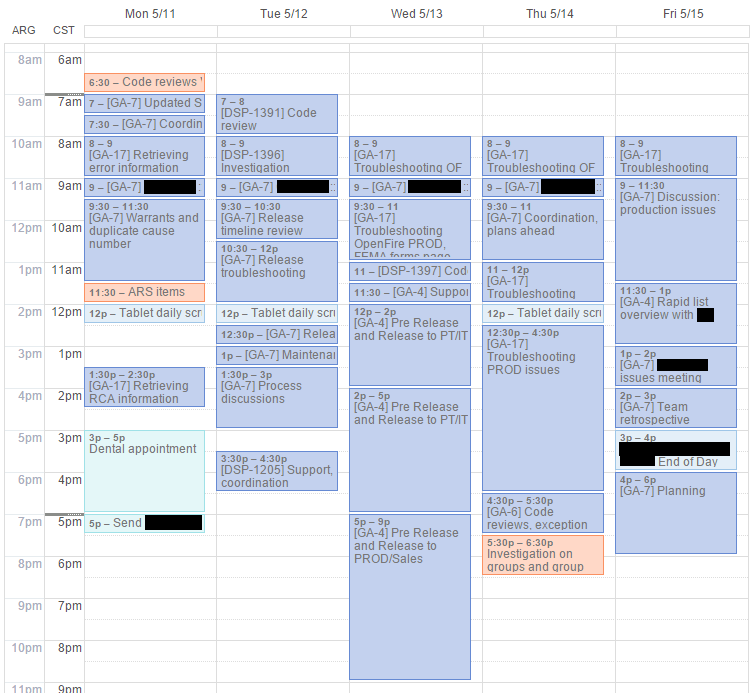 Mon 5/11 Tue 5/12 Wed 5/13 Thu 5/14 Fri 5/15
ARG CST
8am 6am
9am 7am
10am 8am
11am 9am
12pm 10am
1pm 11am
2pm 12pm
3pm 1pm
4pm 2pm
5pm 3pm
6pm 4pm
7pm 5pm
8pm 6pm
9pm 7pm
10pm 8pm
11pm 9pm
6:30 – Code reviews
7 – [GA-7] Updated S
7:30 – [GA-7] Coordin
8 – 9
[GA-17] Retrieving
error information
9 – [GA-7]
9:30 – 11:30
[GA-7] Warrants and
duplicate cause
number
11:30 – ARS items
12p – Tablet daily scr
1:30p – 2:30p
[GA-17] Retrieving
RCA information
3p – 5p
Dental appointment
5p – Send
7 – 8
[DSP-1391] Code
review
8 – 9
[DSP-1396]
Investigation
9 – [GA-7]
9:30 – 10:30
[GA-7] Release
timeline review
10:30 – 12p
[GA-7] Release
troubleshooting
12p – Tablet daily scr
12:30p – [GA-7] Relea
1p – [GA-7] Maintenar
1:30p – 3p
[GA-7] Process
discussions
3:30p – 4:30p
[DSP-1205] Support,
coordination
8 – 9
[GA-17]
Troubleshooting OF
9 – [GA-7]
9:30 – 11
[GA-17]
Troubleshooting
OpenFire PROD,
FEMA forms page
11 – [DSP-1397] Cod
11:30 – [GA-4] Suppor
12p – 2p
[GA-4] Pre Release
and Release to PT/IT
2p – 5p
[GA-4] Pre Release
and Release to PT/IT
5p – 9p
[GA-4] Pre Release
and Release to
PROD/Sales
8 – 9
[GA-17]
Troubleshooting OF
9 – [GA-7]
9:30 – 11
[GA-7] Coordination,
plans ahead
11 – 12p
[GA-17]
Troubleshooting
12p – Tablet daily scr
12:30p – 4:30p
[GA-17]
Troubleshooting
PROD issues
4:30p – 5:30p
[GA-6] Code
reviews, exception
5:30p – 6:30p
Investigation on
groups and group
8 – 9
[GA-17]
Troubleshooting
9 – 11:30
[GA-7] Discussion:
production issues
11:30 – 1p
[GA-4] Rapid list
overview with
1p – 2p
[GA-7]
issues meeting
2p – 3p
[GA-7] Team
retrospective
3p – 4p
End of Day
4p – 6p
[GA-7] Planning